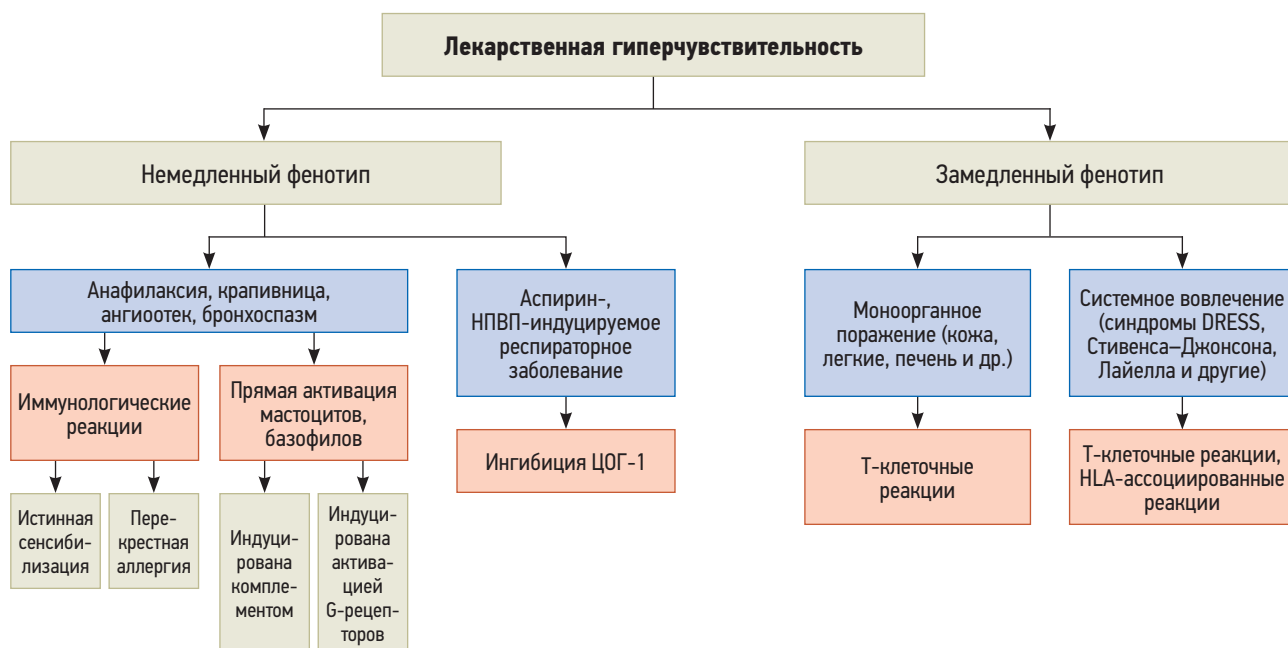 Лекарственная гиперчувствительность
Немедленный фенотип
Замедленный фенотип
Анафилаксия, крапивница,
ангиоотек, бронхоспазм
Аспирин-,
НПВП-индуцируемое
респираторное
заболевание
Моноорганное
поражение (кожа,
легкие, печень и др.)
Системное вовлечение
(синдромы DRESS,
Стивенса–Джонсона,
Лайелла и другие)
Иммунологические
реакции
Прямая активация
мастоцитов,
базофилов
Ингибиция ЦОГ-1
Т-клеточные
реакции
Т-клеточные реакции,
HLA-ассоциированные
реакции
Истинная
сенсиби-
лизация
Пере-
крестная
аллергия
Индуци-
рована
компле-
ментом
Индуци-
рована
актива-
цией
G-рецеп-
торов